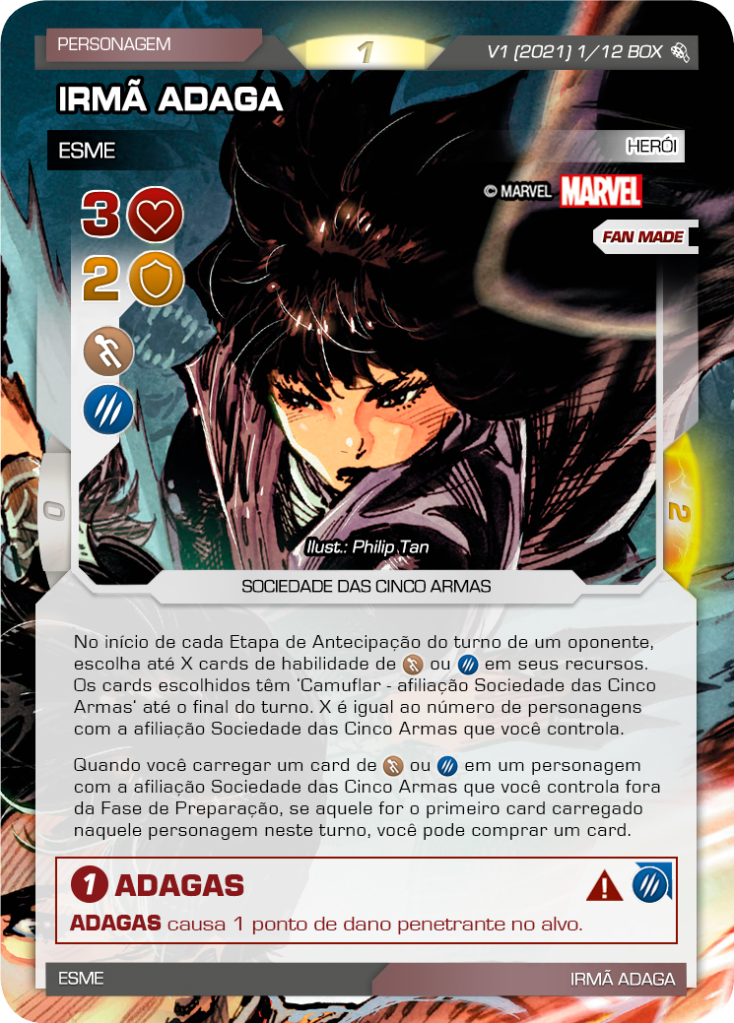 PERSONAGEM
1
V1 (2021) 1/12 BOX
IRMÃ ADAGA
ESME
HERÓI
© MARVEL MARVEL
3
FAN MADE
2
0
2
Ilust.: Philip Tan
SOCIEDADE DAS CINCO ARMAS
No início de cada Etapa de Antecipação do turno de um oponente,
escolha até X cards de habilidade de ou em seus recursos.
Os cards escolhidos têm 'Camuflar - afiliação Sociedade das Cinco
Armas' até o final do turno. X é igual ao número de personagens
com a afiliação Sociedade das Cinco Armas que você controla.
Quando você carregar um card de ou em um personagem
com a afiliação Sociedade das Cinco Armas que você controla fora
da Fase de Preparação, se aquele for o primeiro card carregado
naquele personagem neste turno, você pode comprar um card.
1 ADAGAS
ADAGAS causa 1 ponto de dano penetrante no alvo.
ESME
IRMÃ ADAGA